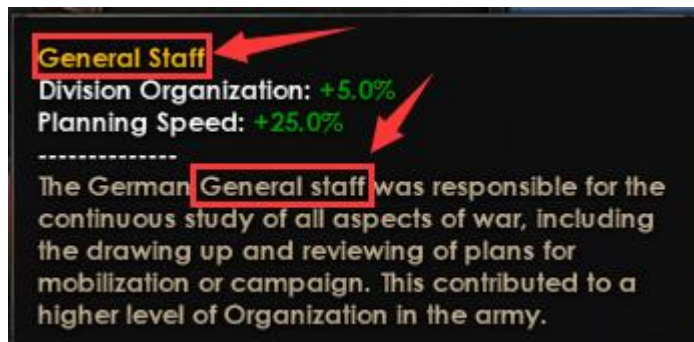 General Staff
Division Organization: +5.0%
Planning Speed: +25.0%
--------------
The German General staff was responsible for the
continuous study of all aspects of war, including
the drawing up and reviewing of plans for
mobilization or campaign. This contributed to a
higher level of Organization in the army.